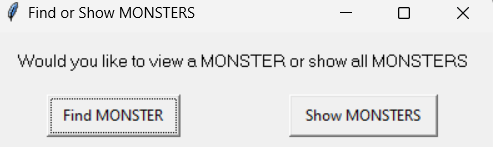 Find or Show MONSTERS
Would you like to view a MONSTER or show all MONSTERS
Find MONSTER
Show MONSTERS